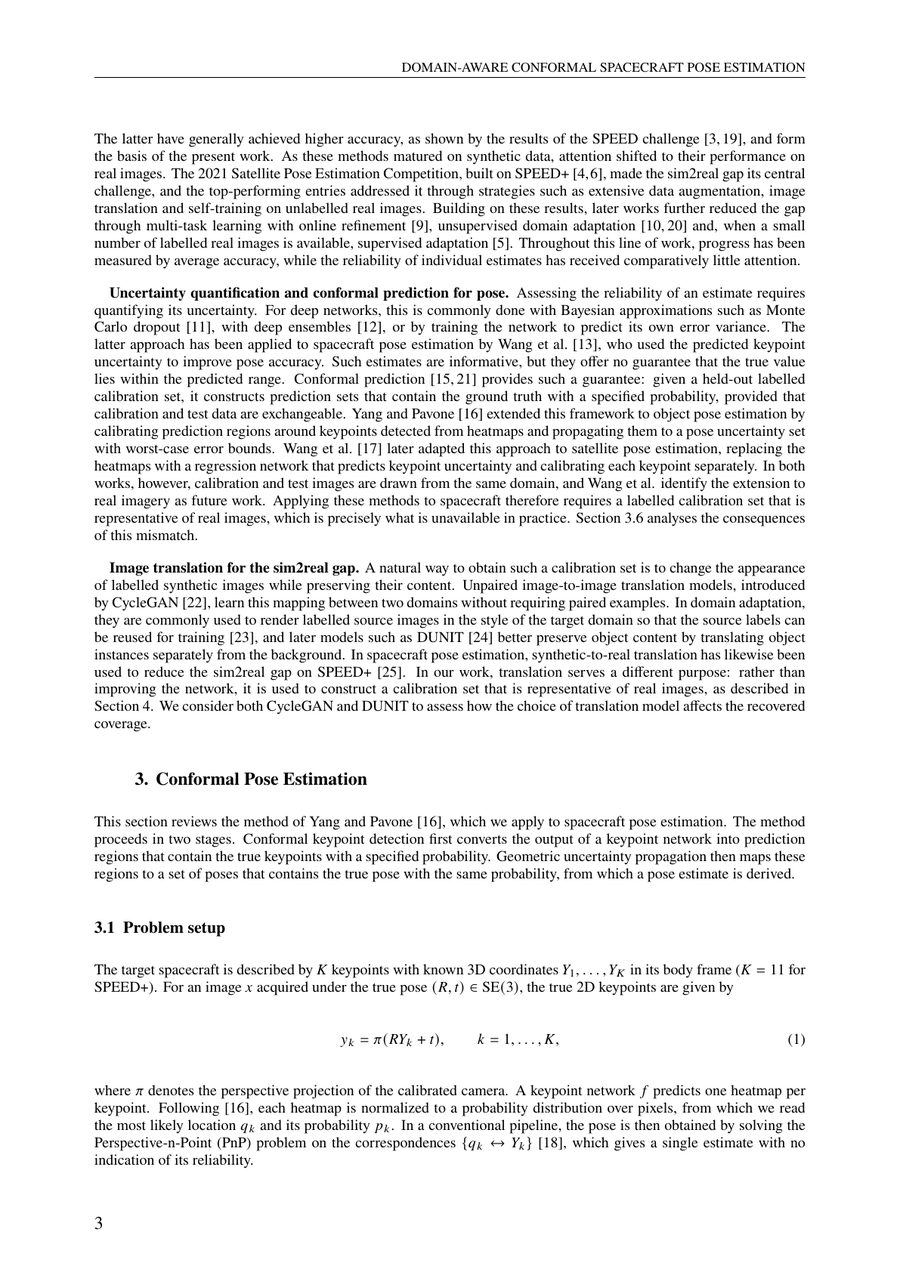 DOMAIN-AWARE CONFORMAL SPACECRAFT POSE ESTIMATION
The latter have generally achieved higher accuracy, as shown by the results of the SPEED challenge [3, 19], and form
the basis of the present work. As these methods matured on synthetic data, attention shifted to their performance on
real images. The 2021 Satellite Pose Estimation Competition, built on SPEED+ [4,6], made the sim2real gap its central
challenge, and the top-performing entries addressed it through strategies such as extensive data augmentation, image
translation and self-training on unlabelled real images. Building on these results, later works further reduced the gap
through multi-task learning with online refinement [9], unsupervised domain adaptation [10, 20] and, when a small
number of labelled real images is available, supervised adaptation [5]. Throughout this line of work, progress has been
measured by average accuracy, while the reliability of individual estimates has received comparatively little attention.
Uncertainty quantification and conformal prediction for pose. Assessing the reliability of an estimate requires
quantifying its uncertainty. For deep networks, this is commonly done with Bayesian approximations such as Monte
Carlo dropout [11], with deep ensembles [12], or by training the network to predict its own error variance. The
latter approach has been applied to spacecraft pose estimation by Wang et al. [13], who used the predicted keypoint
uncertainty to improve pose accuracy. Such estimates are informative, but they offer no guarantee that the true value
lies within the predicted range. Conformal prediction [15, 21] provides such a guarantee: given a held-out labelled
calibration set, it constructs prediction sets that contain the ground truth with a specified probability, provided that
calibration and test data are exchangeable. Yang and Pavone [16] extended this framework to object pose estimation by
calibrating prediction regions around keypoints detected from heatmaps and propagating them to a pose uncertainty set
with worst-case error bounds. Wang et al. [17] later adapted this approach to satellite pose estimation, replacing the
heatmaps with a regression network that predicts keypoint uncertainty and calibrating each keypoint separately. In both
works, however, calibration and test images are drawn from the same domain, and Wang et al. identify the extension to
real imagery as future work. Applying these methods to spacecraft therefore requires a labelled calibration set that is
representative of real images, which is precisely what is unavailable in practice. Section 3.6 analyses the consequences
of this mismatch.
Image translation for the sim2real gap. A natural way to obtain such a calibration set is to change the appearance
of labelled synthetic images while preserving their content. Unpaired image-to-image translation models, introduced
by CycleGAN [22], learn this mapping between two domains without requiring paired examples. In domain adaptation,
they are commonly used to render labelled source images in the style of the target domain so that the source labels can
be reused for training [23], and later models such as DUNIT [24] better preserve object content by translating object
instances separately from the background. In spacecraft pose estimation, synthetic-to-real translation has likewise been
used to reduce the sim2real gap on SPEED+ [25]. In our work, translation serves a different purpose: rather than
improving the network, it is used to construct a calibration set that is representative of real images, as described in
Section 4. We consider both CycleGAN and DUNIT to assess how the choice of translation model affects the recovered
coverage.
3. Conformal Pose Estimation
This section reviews the method of Yang and Pavone [16], which we apply to spacecraft pose estimation. The method
proceeds in two stages. Conformal keypoint detection first converts the output of a keypoint network into prediction
regions that contain the true keypoints with a specified probability. Geometric uncertainty propagation then maps these
regions to a set of poses that contains the true pose with the same probability, from which a pose estimate is derived.
3.1 Problem setup
The target spacecraft is described by K keypoints with known 3D coordinates Y₁, . . . , Y_K in its body frame (K = 11 for
SPEED+). For an image x acquired under the true pose (R, t) ∈ SE(3), the true 2D keypoints are given by
y_k = π(RY_k + t), k = 1, . . . , K, (1)
where π denotes the perspective projection of the calibrated camera. A keypoint network f predicts one heatmap per
keypoint. Following [16], each heatmap is normalized to a probability distribution over pixels, from which we read
the most likely location q_k and its probability p_k. In a conventional pipeline, the pose is then obtained by solving the
Perspective-n-Point (PnP) problem on the correspondences {q_k ↔ Y_k} [18], which gives a single estimate with no
indication of its reliability.
3